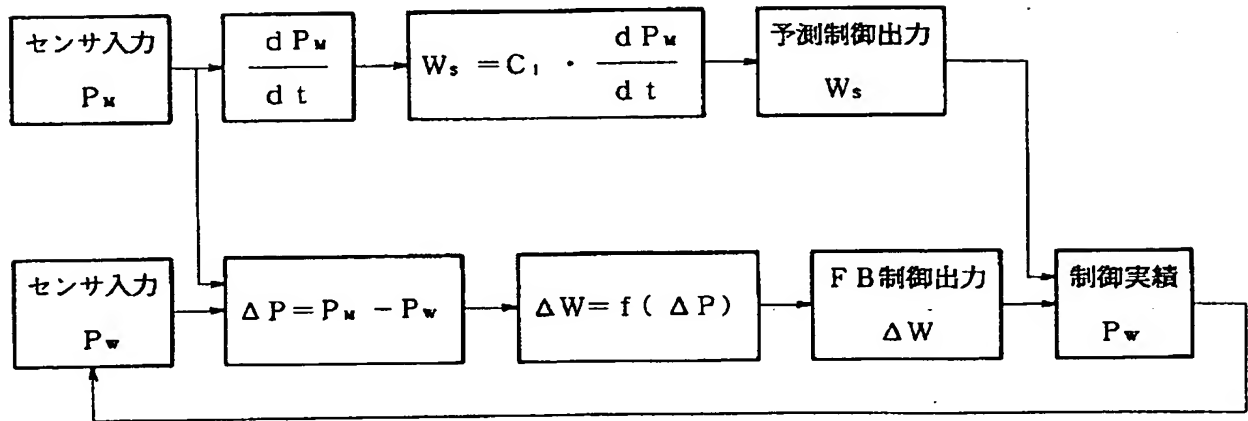 センサ入力
P_M
dP_M
dt
W_s = C_1 · dP_M
dt
予測制御出力
W_s
センサ入力
P_W
ΔP = P_M − P_W
ΔW = f ( ΔP )
FB制御出力
ΔW
制御実績
P_W